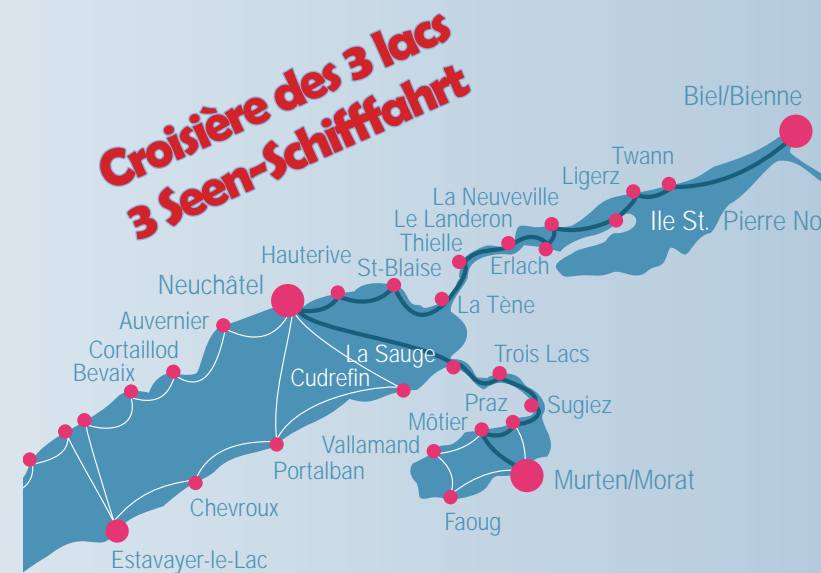 Croisière des 3 lacs
3 Seen-Schifffahrt
Biel/Bienne
Twann
Ligerz
La Neuveville
Le Landeron
Ile St. Pierre No
Thielle
Erlach
Hauterive
St-Blaise
Neuchâtel
La Tène
Auvernier
Cortaillod
La Sauge
Trois Lacs
Bevaix
Cudrefin
Praz
Sugiez
Môtier
Vallamand
Portalban
Murten/Morat
Chevroux
Faoug
Estavayer-le-Lac